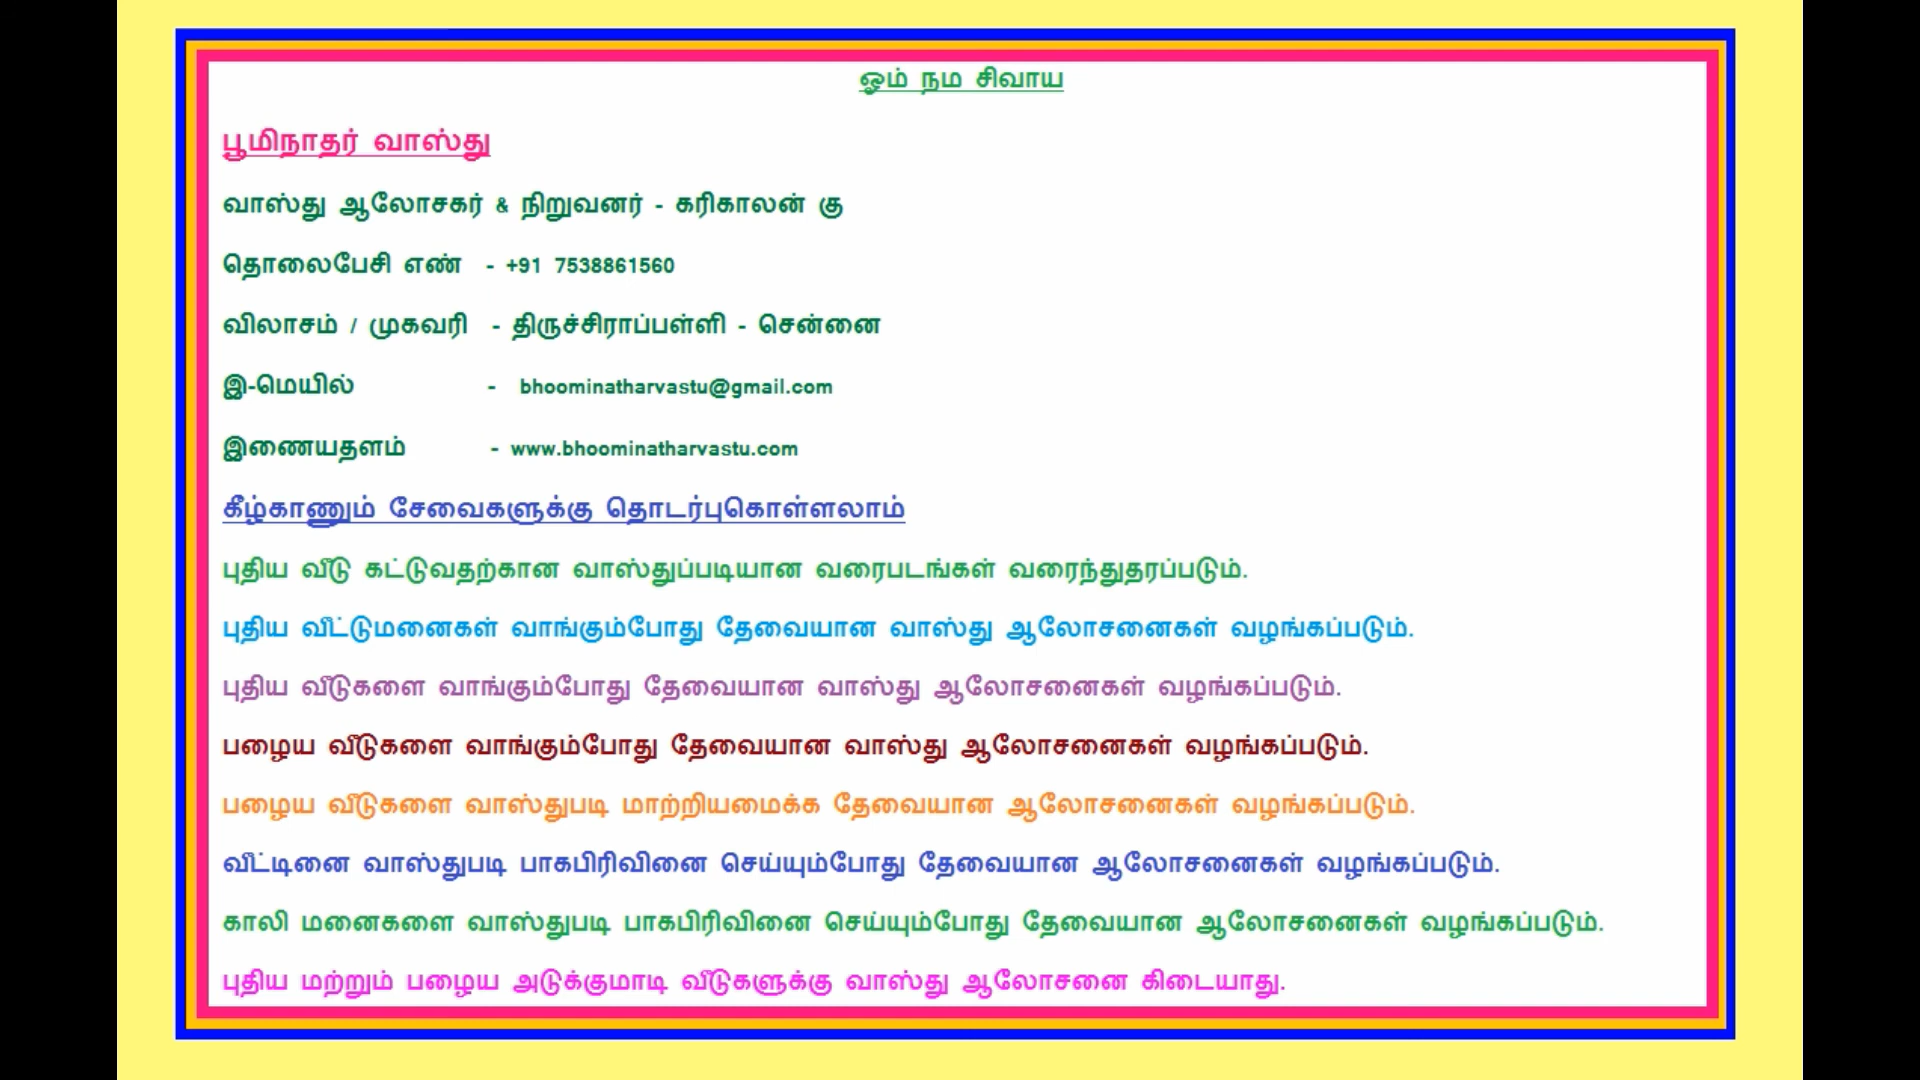 ஓம் நம சிவாய
பூமிநாதர் வாஸ்து
வாஸ்து ஆலோசகர் & நிறுவனர் - கரிகாலன் கு
தொலைபேசி எண் - +91 7538861560
விலாசம் / முகவரி - திருச்சிராப்பள்ளி - சென்னை
இ-மெயில் - bhoominatharvastu@gmail.com
இணையதளம் - www.bhoominatharvastu.com
கீழ்காணும் சேவைகளுக்கு தொடர்புகொள்ளலாம்
புதிய வீடு கட்டுவதற்கான வாஸ்துப்படியான வரைபடங்கள் வரைந்துதரப்படும்.
புதிய வீட்டுமனைகள் வாங்கும்போது தேவையான வாஸ்து ஆலோசனைகள் வழங்கப்படும்.
புதிய வீடுகளை வாங்கும்போது தேவையான வாஸ்து ஆலோசனைகள் வழங்கப்படும்.
பழைய வீடுகளை வாங்கும்போது தேவையான வாஸ்து ஆலோசனைகள் வழங்கப்படும்.
பழைய வீடுகளை வாஸ்துபடி மாற்றியமைக்க தேவையான ஆலோசனைகள் வழங்கப்படும்.
வீட்டினை வாஸ்துபடி பாகபிரிவினை செய்யும்போது தேவையான ஆலோசனைகள் வழங்கப்படும்.
காலி மனைகளை வாஸ்துபடி பாகபிரிவினை செய்யும்போது தேவையான ஆலோசனைகள் வழங்கப்படும்.
புதிய மற்றும் பழைய அடுக்குமாடி வீடுகளுக்கு வாஸ்து ஆலோசனை கிடையாது.